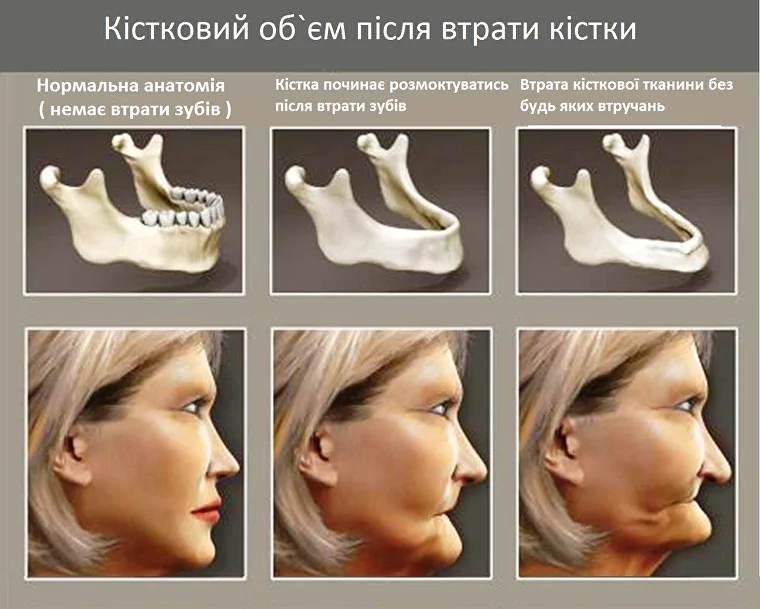 Кістковий об`єм після втрати кістки
Нормальна анатомія
( немає втрати зубів )
Кістка починає розмоктуватись
після втрати зубів
Втрата кісткової тканини без
будь яких втручань